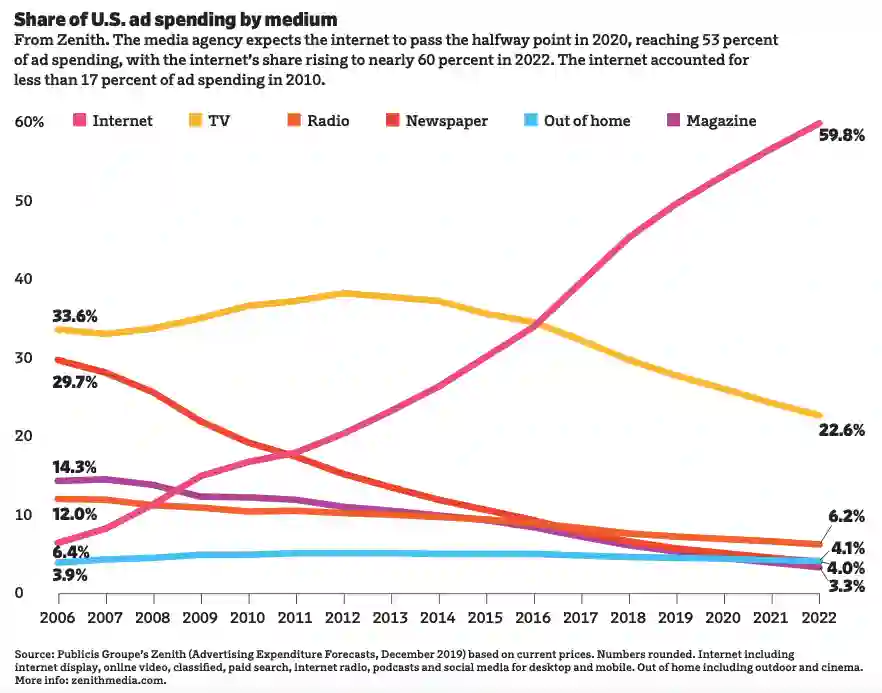 Share of U.S. ad spending by medium
From Zenith. The media agency expects the internet to pass the halfway point in 2020, reaching 53 percent
of ad spending, with the internet's share rising to nearly 60 percent in 2022. The internet accounted for
less than 17 percent of ad spending in 2010.
60% Internet TV Radio Newspaper Out of home Magazine
59.8%
50
40
33.6%
30
29.7%
22.6%
20
14.3%
10
12.0%
6.2%
6.4%
4.1%
4.0%
3.9%
3.3%
0
2006 2007 2008 2009 2010 2011 2012 2013 2014 2015 2016 2017 2018 2019 2020 2021 2022
Source: Publicis Groupe's Zenith (Advertising Expenditure Forecasts, December 2019) based on current prices. Numbers rounded. Internet including
internet display, online video, classified, paid search, internet radio, podcasts and social media for desktop and mobile. Out of home including outdoor and cinema.
More info: zenithmedia.com.